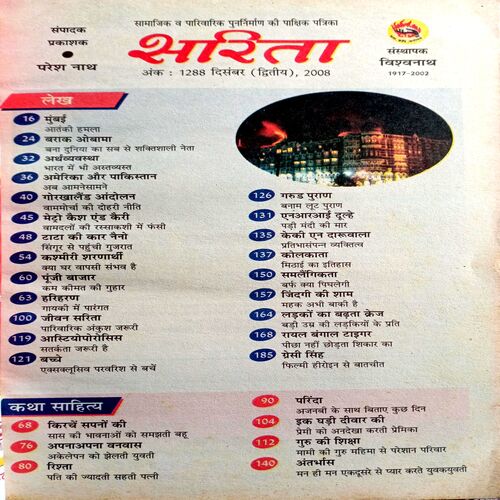 सामाजिक व पारिवारिक पुनर्निर्माण की पाक्षिक पत्रिका
संपादक
प्रकाशक
परेश नाथ
सरिता
अंक : 1288 दिसंबर (द्वितीय), 2008
संस्थापक
विश्वनाथ
1917-2002
लेख
16 मुंबई
आतंकी हमला
24 बराक ओबामा
बना दुनिया का सब से शक्तिशाली नेता
32 अर्थव्यवस्था
भारत में भी अस्तव्यस्त
36 अमेरिका और पाकिस्तान
अब आमनेसामने
40 गोरखालैंड आंदोलन
वाममोर्चा की दोहरी नीति
45 मेट्रो कैश एंड कैरी
वामदलों की रस्साकशी में फंसी
48 टाटा की कार नैनो
सिंगूर से पहुंची गुजरात
54 कश्मीरी शरणार्थी
क्या घर वापसी संभव है
60 पूंजी बाजार
कम कीमत की गुहार
63 हरिहरण
गायकी में पारंगत
100 जीवन सरिता
पारिवारिक अंकुश जरूरी
119 आस्टियोपोरोसिस
सतर्कता जरूरी है
121 बच्चे
एक्सक्लूसिव परवरिश से बचें
126 गरुड पुराण
बनाम लूट पुराण
131 एनआरआई दूल्हे
पड़ी मंदी की मार
135 केकी एन दारूवाला
प्रतिभासंपन्न व्यक्तित्व
137 कोलकाता
मिठाई का इतिहास
150 समलैंगिकता
बर्फ क्या पिघलेगी
157 जिंदगी की शाम
महक अभी बाकी है
164 लड़कों का बढ़ता क्रेज
बड़ी उम्र की लड़कियों के प्रति
168 रायल बंगाल टाइगर
पीछा नहीं छोड़ता शिकार का
185 ग्रेसी सिंह
फिल्मी हीरोइन से बातचीत
कथा साहित्य
68 किरचें सपनों की
सास की भावनाओं को समझती बहू
76 अपनाअपना वनवास
अकेलेपन को झेलती युवती
80 रिश्ता
पति की ज्यादती सहती पत्नी
90 परिंदा
अजनबी के साथ बिताए कुछ दिन
104 इक घड़ी दीवार की
प्रेमी को अनदेखा करती प्रेमिका
112 गुरु की शिक्षा
मामी की गुरु महिमा से परेशान परिवार
140 अंतर्भास
मन ही मन एकदूसरे से प्यार करते युवकयुवती